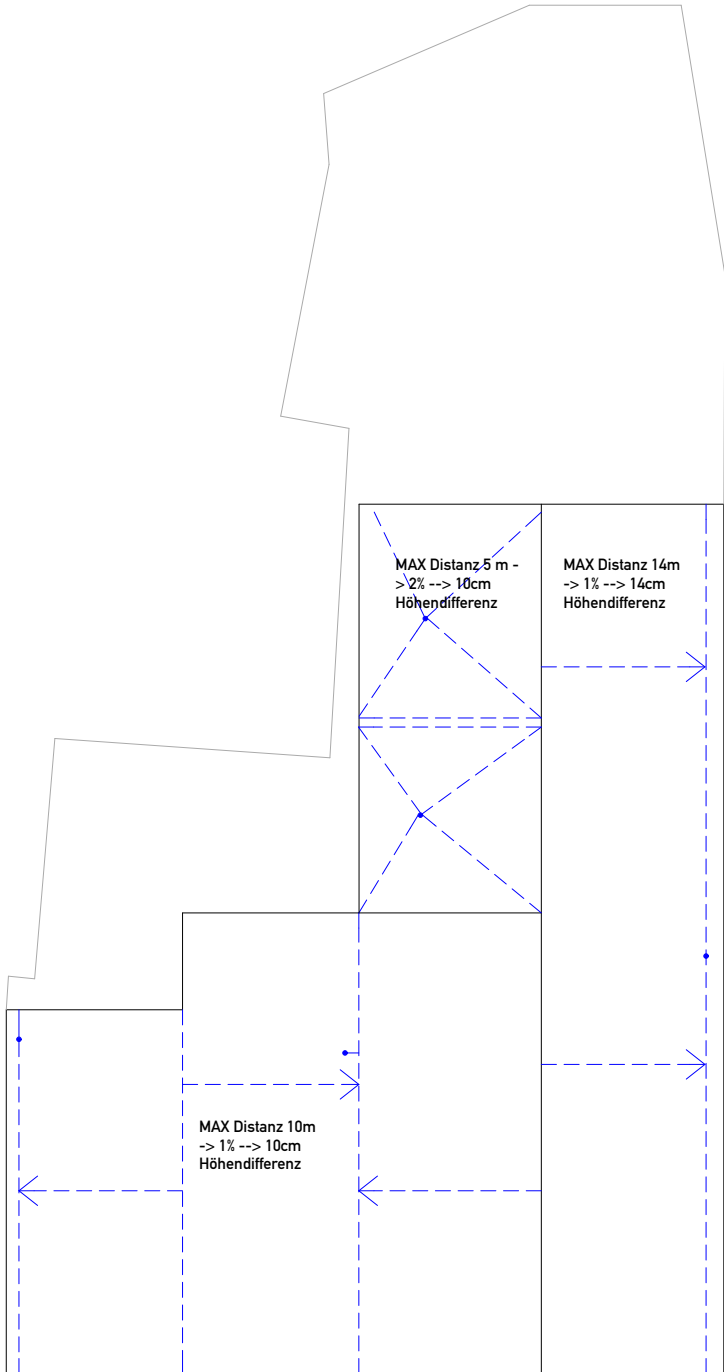 MAX Distanz 5 m -
> 2% --> 10cm
Höhendifferenz
MAX Distanz 14m
-> 1% --> 14cm
Höhendifferenz
MAX Distanz 10m
-> 1% --> 10cm
Höhendifferenz